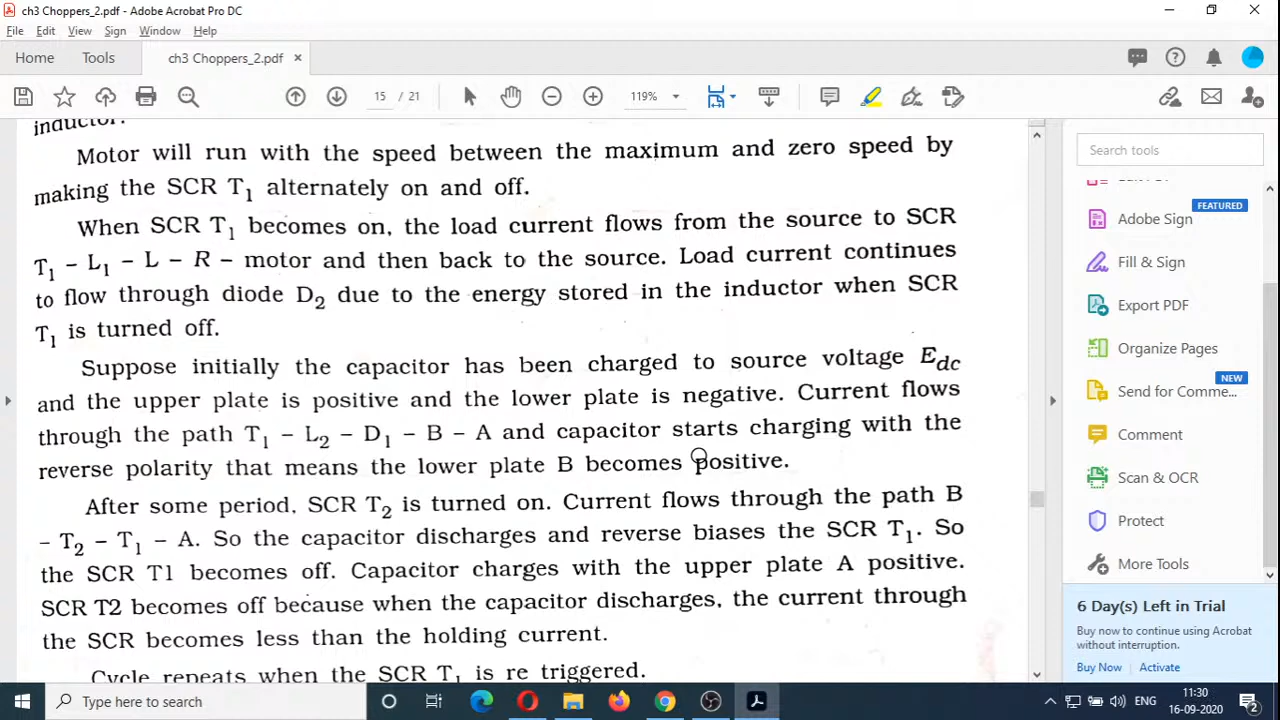 ch3 Choppers_2.pdf - Adobe Acrobat Pro DC
File Edit View Sign Window Help
Home Tools ch3 Choppers_2.pdf ×
15 / 21 119%
inductor.
Motor will run with the speed between the maximum and zero speed by
making the SCR T1 alternately on and off.
When SCR T1 becomes on, the load current flows from the source to SCR
T1 – L1 – L – R – motor and then back to the source. Load current continues
to flow through diode D2 due to the energy stored in the inductor when SCR
T1 is turned off.
Suppose initially the capacitor has been charged to source voltage Edc
and the upper plate is positive and the lower plate is negative. Current flows
through the path T1 – L2 – D1 – B – A and capacitor starts charging with the
reverse polarity that means the lower plate B becomes positive.
After some period, SCR T2 is turned on. Current flows through the path B
– T2 – T1 – A. So the capacitor discharges and reverse biases the SCR T1. So
the SCR T1 becomes off. Capacitor charges with the upper plate A positive.
SCR T2 becomes off because when the capacitor discharges, the current through
the SCR becomes less than the holding current.
Cycle repeats when the SCR T1 is re triggered.
Search tools
FEATURED
Adobe Sign
Fill & Sign
Export PDF
Organize Pages
NEW
Send for Comme...
Comment
Scan & OCR
Protect
More Tools
6 Day(s) Left in Trial
Buy now to continue using Acrobat
without interruption.
Buy Now Activate
Type here to search
ENG
11:30
16-09-2020
2